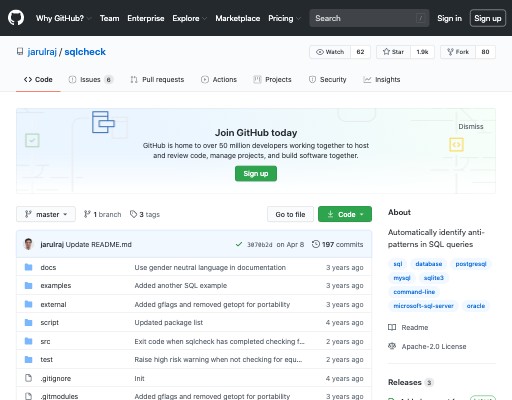 Why GitHub? Team Enterprise Explore Marketplace Pricing Search / Sign in Sign up
jarulraj / sqlcheck Watch 62 Star 1.9k Fork 80
Code Issues 6 Pull requests Actions Projects Security Insights
Join GitHub today
Dismiss
GitHub is home to over 50 million developers working together to host
and review code, manage projects, and build software together.
Sign up
master 1 branch 3 tags Go to file Code
jarulraj Update README.md 3070b2d on Apr 8 197 commits
docs Use gender neutral language in documentation 3 years ago
examples Added another SQL example 3 years ago
external Added gflags and removed getopt for portability 3 years ago
script Updated package list 4 years ago
src Exit code when sqlcheck has completed checking f... 2 years ago
test Raise high risk warning when not checking for equ... 2 years ago
.gitignore Init 4 years ago
.gitmodules Added gflags and removed getopt for portability 3 years ago
About
Automatically identify anti-
patterns in SQL queries
sql database postgresql
mysql sqlite3
command-line
microsoft-sql-server oracle
Readme
Apache-2.0 License
Releases 3